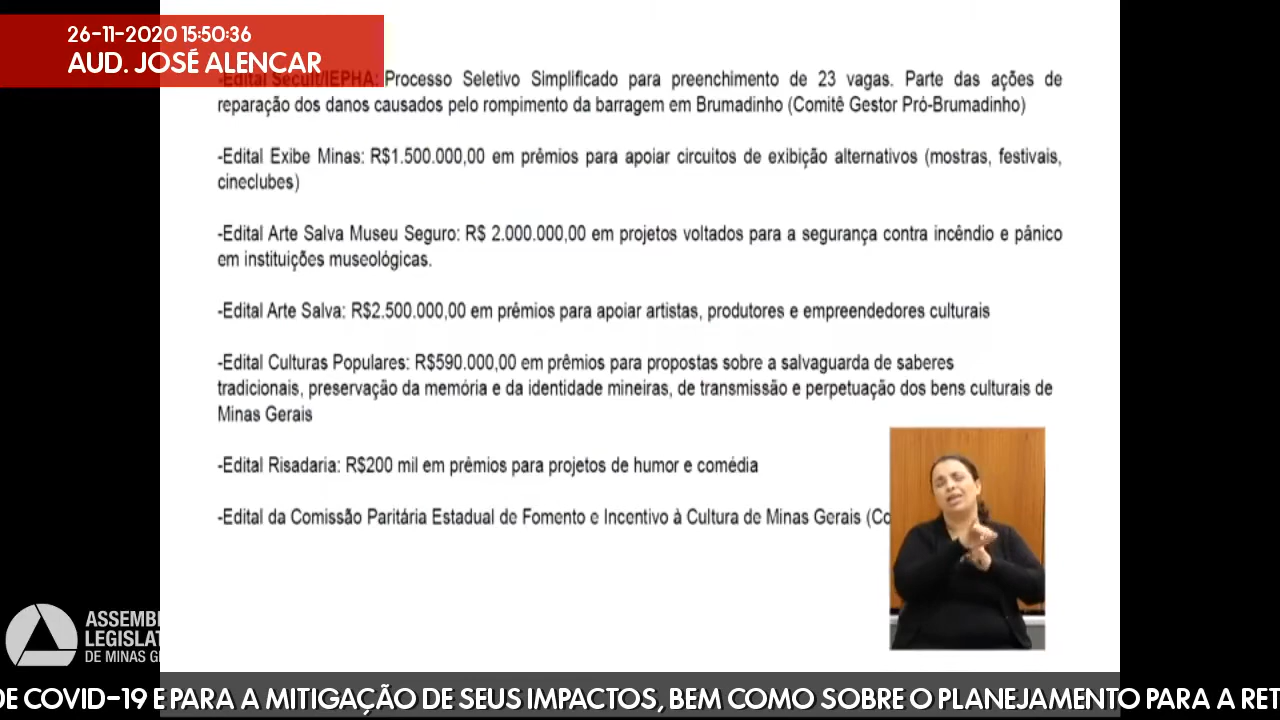 26-11-2020 15:50:36
AUD. JOSÉ ALENCAR
-Edital Secult/IEPHA: Processo Seletivo Simplificado para preenchimento de 23 vagas. Parte das ações de
reparação dos danos causados pelo rompimento da barragem em Brumadinho (Comitê Gestor Pró-Brumadinho)
-Edital Exibe Minas: R$1.500.000,00 em prêmios para apoiar circuitos de exibição alternativos (mostras, festivais,
cineclubes)
-Edital Arte Salva Museu Seguro: R$ 2.000.000,00 em projetos voltados para a segurança contra incêndio e pânico
em instituições museológicas.
-Edital Arte Salva: R$2.500.000,00 em prêmios para apoiar artistas, produtores e empreendedores culturais
-Edital Culturas Populares: R$590.000,00 em prêmios para propostas sobre a salvaguarda de saberes
tradicionais, preservação da memória e da identidade mineiras, de transmissão e perpetuação dos bens culturais de
Minas Gerais
-Edital Risadaria: R$200 mil em prêmios para projetos de humor e comédia
-Edital da Comissão Paritária Estadual de Fomento e Incentivo à Cultura de Minas Gerais (Co
ASSEMB
LEGISLAT
DE MINAS G
DE COVID-19 E PARA A MITIGAÇÃO DE SEUS IMPACTOS, BEM COMO SOBRE O PLANEJAMENTO PARA A RET